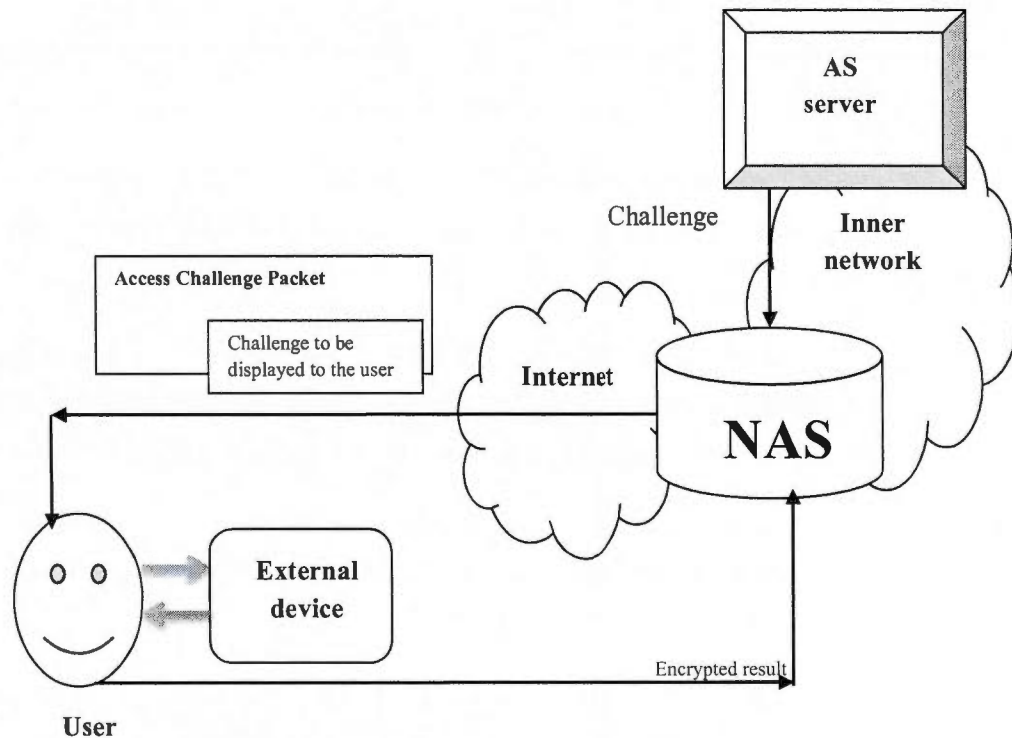 AS
server
Challenge
Inner
network
Access Challenge Packet
Challenge to be
displayed to the user
Internet
NAS
External
device
Encrypted result
User